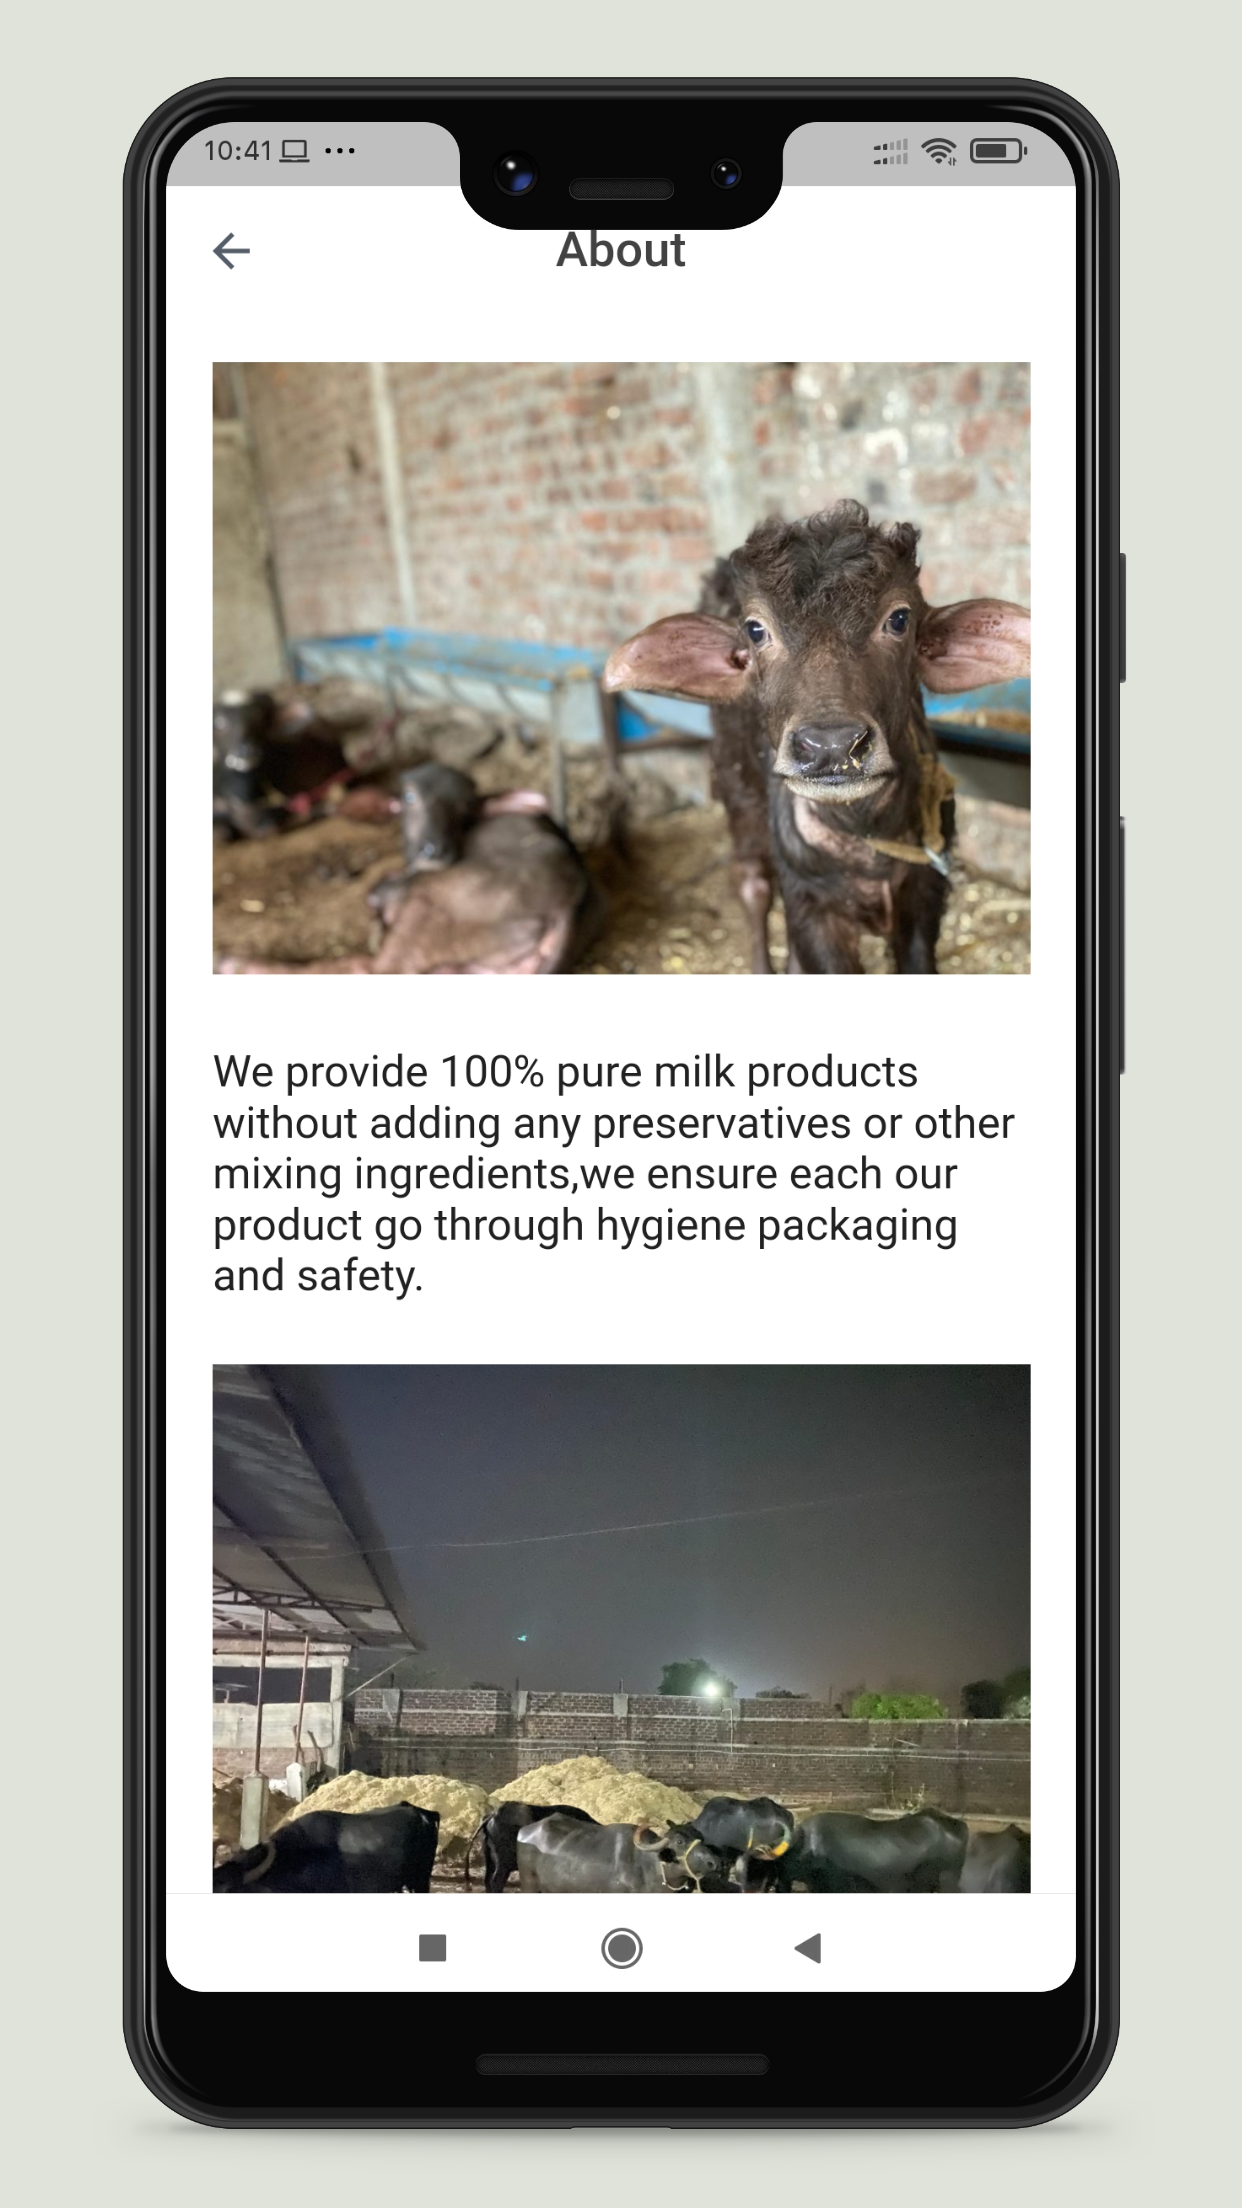 10:41
About
We provide 100% pure milk products
without adding any preservatives or other
mixing ingredients,we ensure each our
product go through hygiene packaging
and safety.